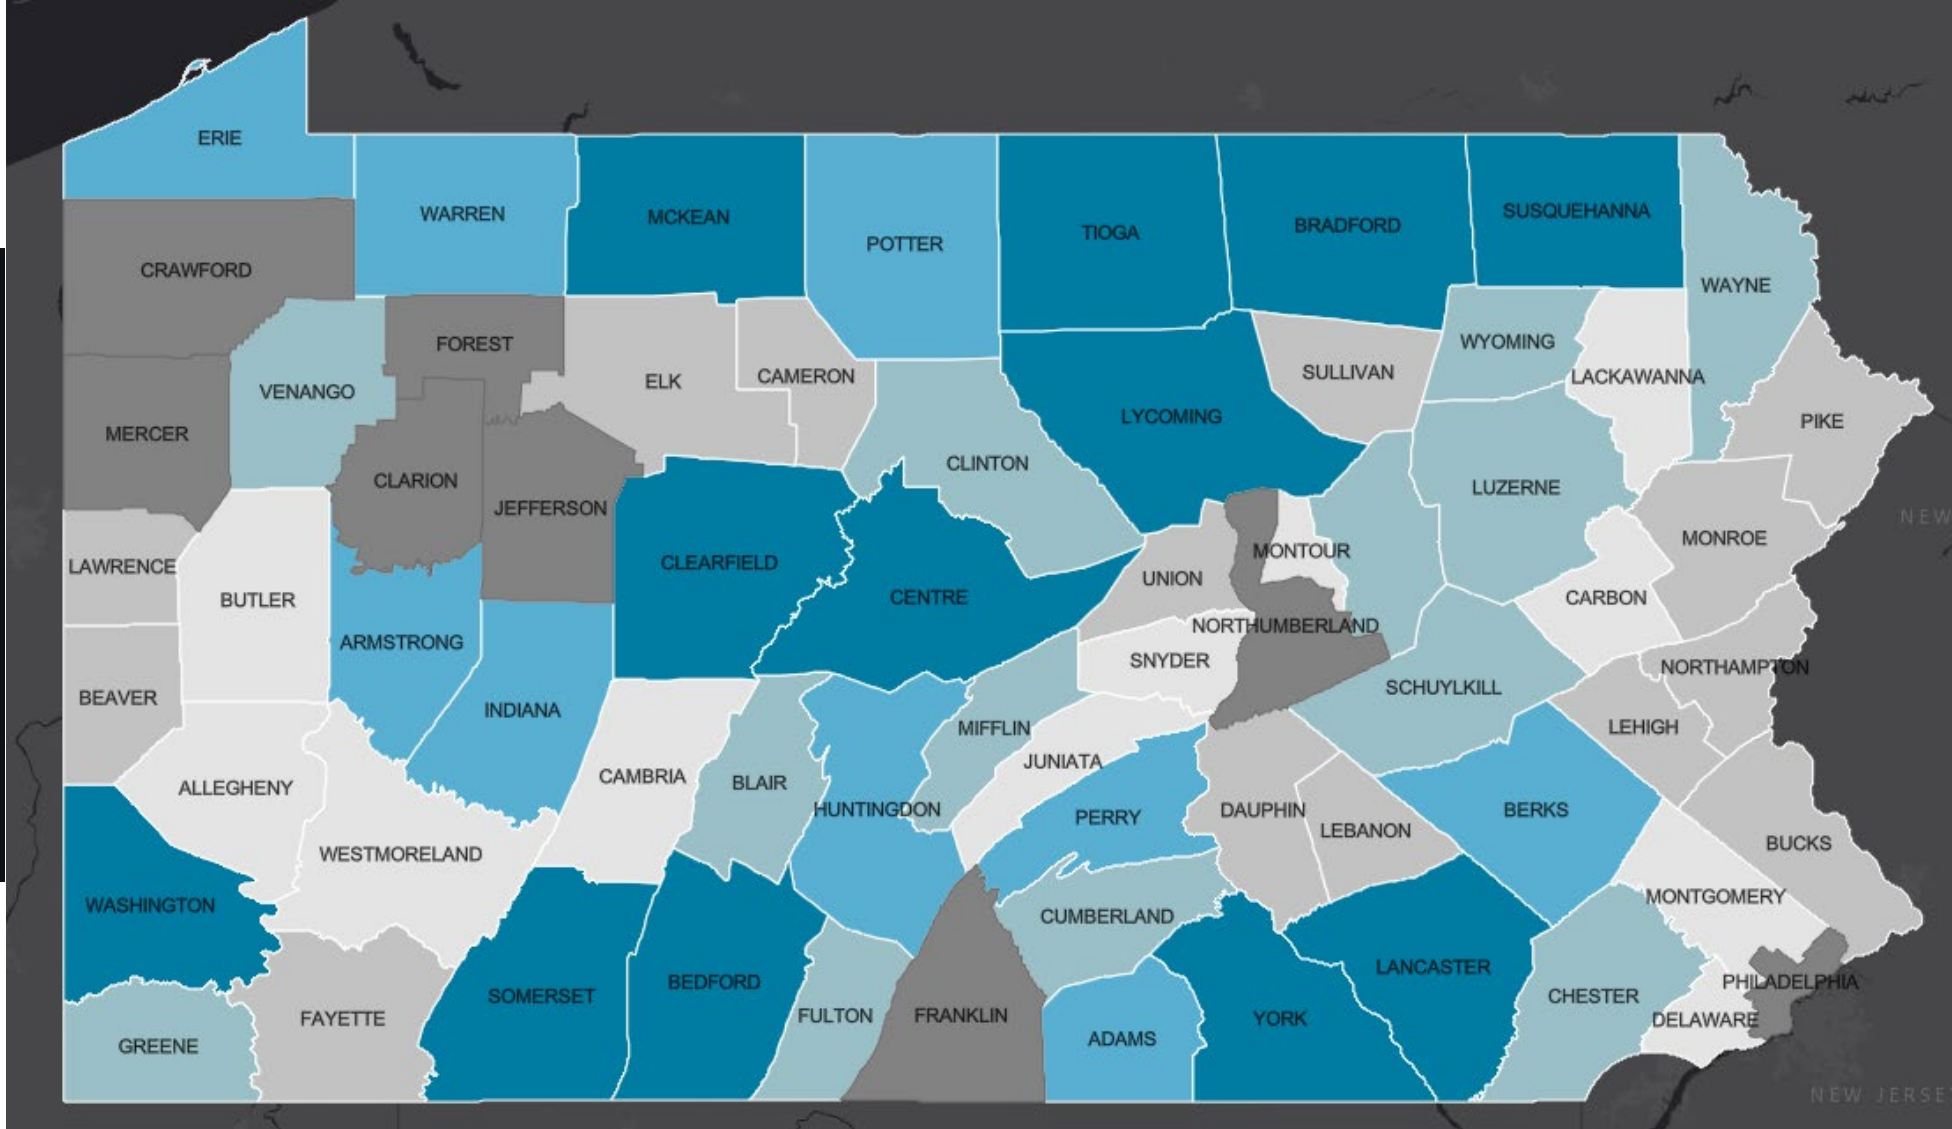 ERIE
WARREN
MCKEAN
POTTER
TIOGA
BRADFORD
SUSQUEHANNA
WAYNE
CRAWFORD
FOREST
VENANGO
ELK
CAMERON
SULLIVAN
WYOMING
LACKAWANNA
PIKE
MERCER
CLARION
JEFFERSON
CLINTON
LYCOMING
LUZERNE
MONROE
NEW
LAWRENCE
BUTLER
CLEARFIELD
CENTRE
UNION
MONTOUR
CARBON
ARMSTRONG
NORTHUMBERLAND
SNYDER
BEAVER
INDIANA
MIFFLIN
SCHUYLKILL
NORTHAMPTON
LEHIGH
ALLEGHENY
CAMBRIA
BLAIR
JUNIATA
HUNTINGDON
PERRY
DAUPHIN
LEBANON
BERKS
BUCKS
WESTMORELAND
WASHINGTON
CUMBERLAND
MONTGOMERY
SOMERSET
BEDFORD
LANCASTER
CHESTER
PHILADELPHIA
GREENE
FAYETTE
FULTON
FRANKLIN
ADAMS
YORK
DELAWARE
NEW JERSE